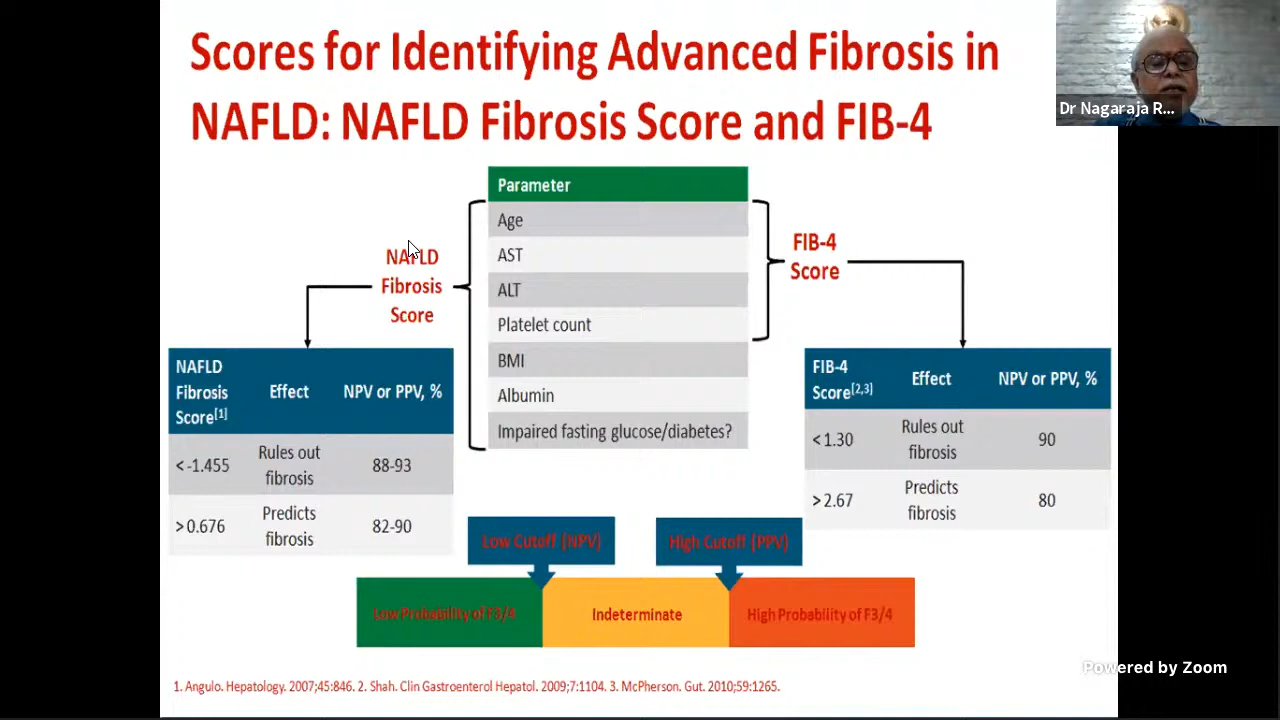 Scores for Identifying Advanced Fibrosis in
NAFLD: NAFLD Fibrosis Score and FIB-4
Dr Nagaraja R...
Parameter
Age
AST
ALT
Platelet count
BMI
Albumin
Impaired fasting glucose/diabetes?
NAFLD
Fibrosis
Score
FIB-4
Score
NAFLD
Fibrosis
Score[1]
Effect
NPV or PPV, %
< -1.455
Rules out
fibrosis
88-93
>0.676
Predicts
fibrosis
82-90
FIB-4
Score[2,3]
Effect
NPV or PPV, %
<1.30
Rules out
fibrosis
90
>2.67
Predicts
fibrosis
80
Low Cutoff (NPV)
High Cutoff (PPV)
Low Probability of F3/4
Indeterminate
High Probability of F3/4
Powered by Zoom
1. Angulo. Hepatology. 2007;45:846. 2. Shah. Clin Gastroenterol Hepatol. 2009;7:1104. 3. McPherson. Gut. 2010;59:1265.